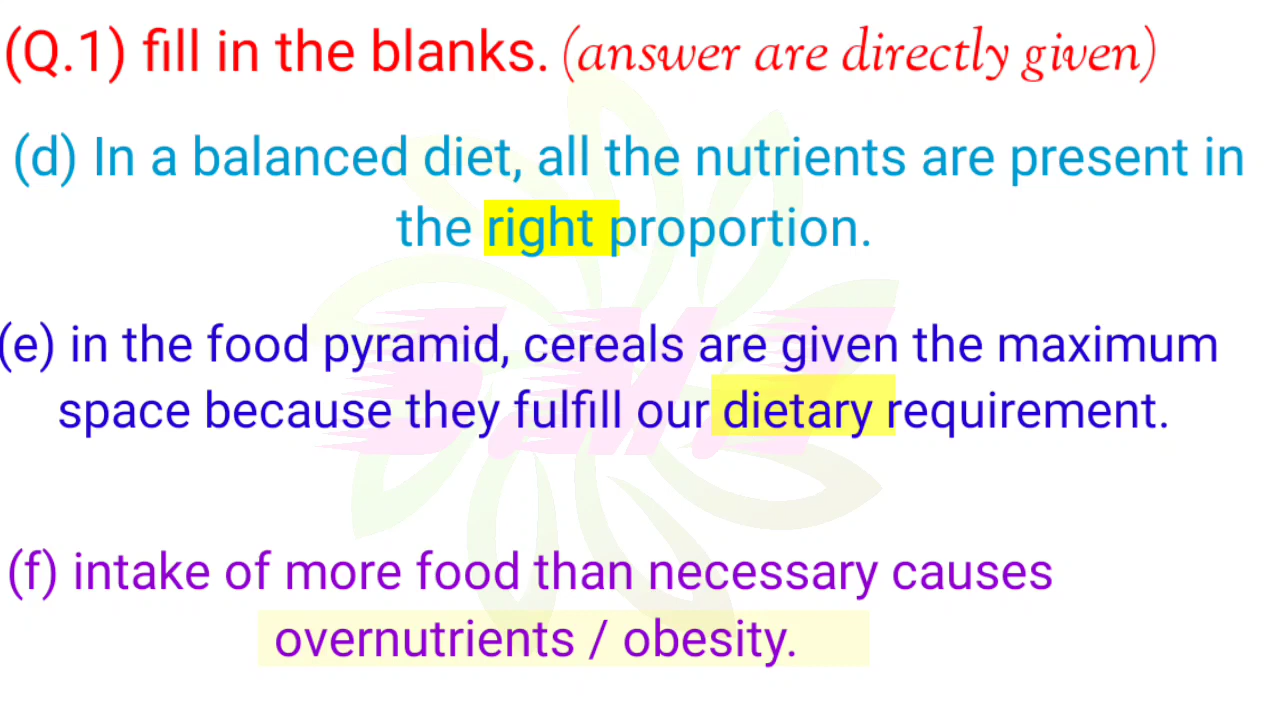 (Q.1) fill in the blanks. (answer are directly given)
(d) In a balanced diet, all the nutrients are present in
the right proportion.
(e) in the food pyramid, cereals are given the maximum
space because they fulfill our dietary requirement.
(f) intake of more food than necessary causes
overnutrients / obesity.